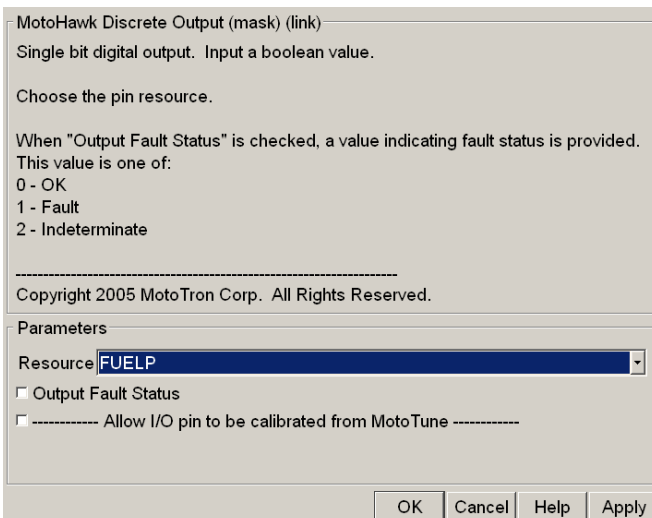 MotoHawk Discrete Output (mask) (link)
Single bit digital output.  Input a boolean value.
Choose the pin resource.
When "Output Fault Status" is checked, a value indicating fault status is provided.
This value is one of:
0 - OK
1 - Fault
2 - Indeterminate
----------------------------------------------------------------------
Copyright 2005 MotoTron Corp.  All Rights Reserved.
Parameters
Resource FUELP
Output Fault Status
------------ Allow I/O pin to be calibrated from MotoTune ------------
OK Cancel Help Apply